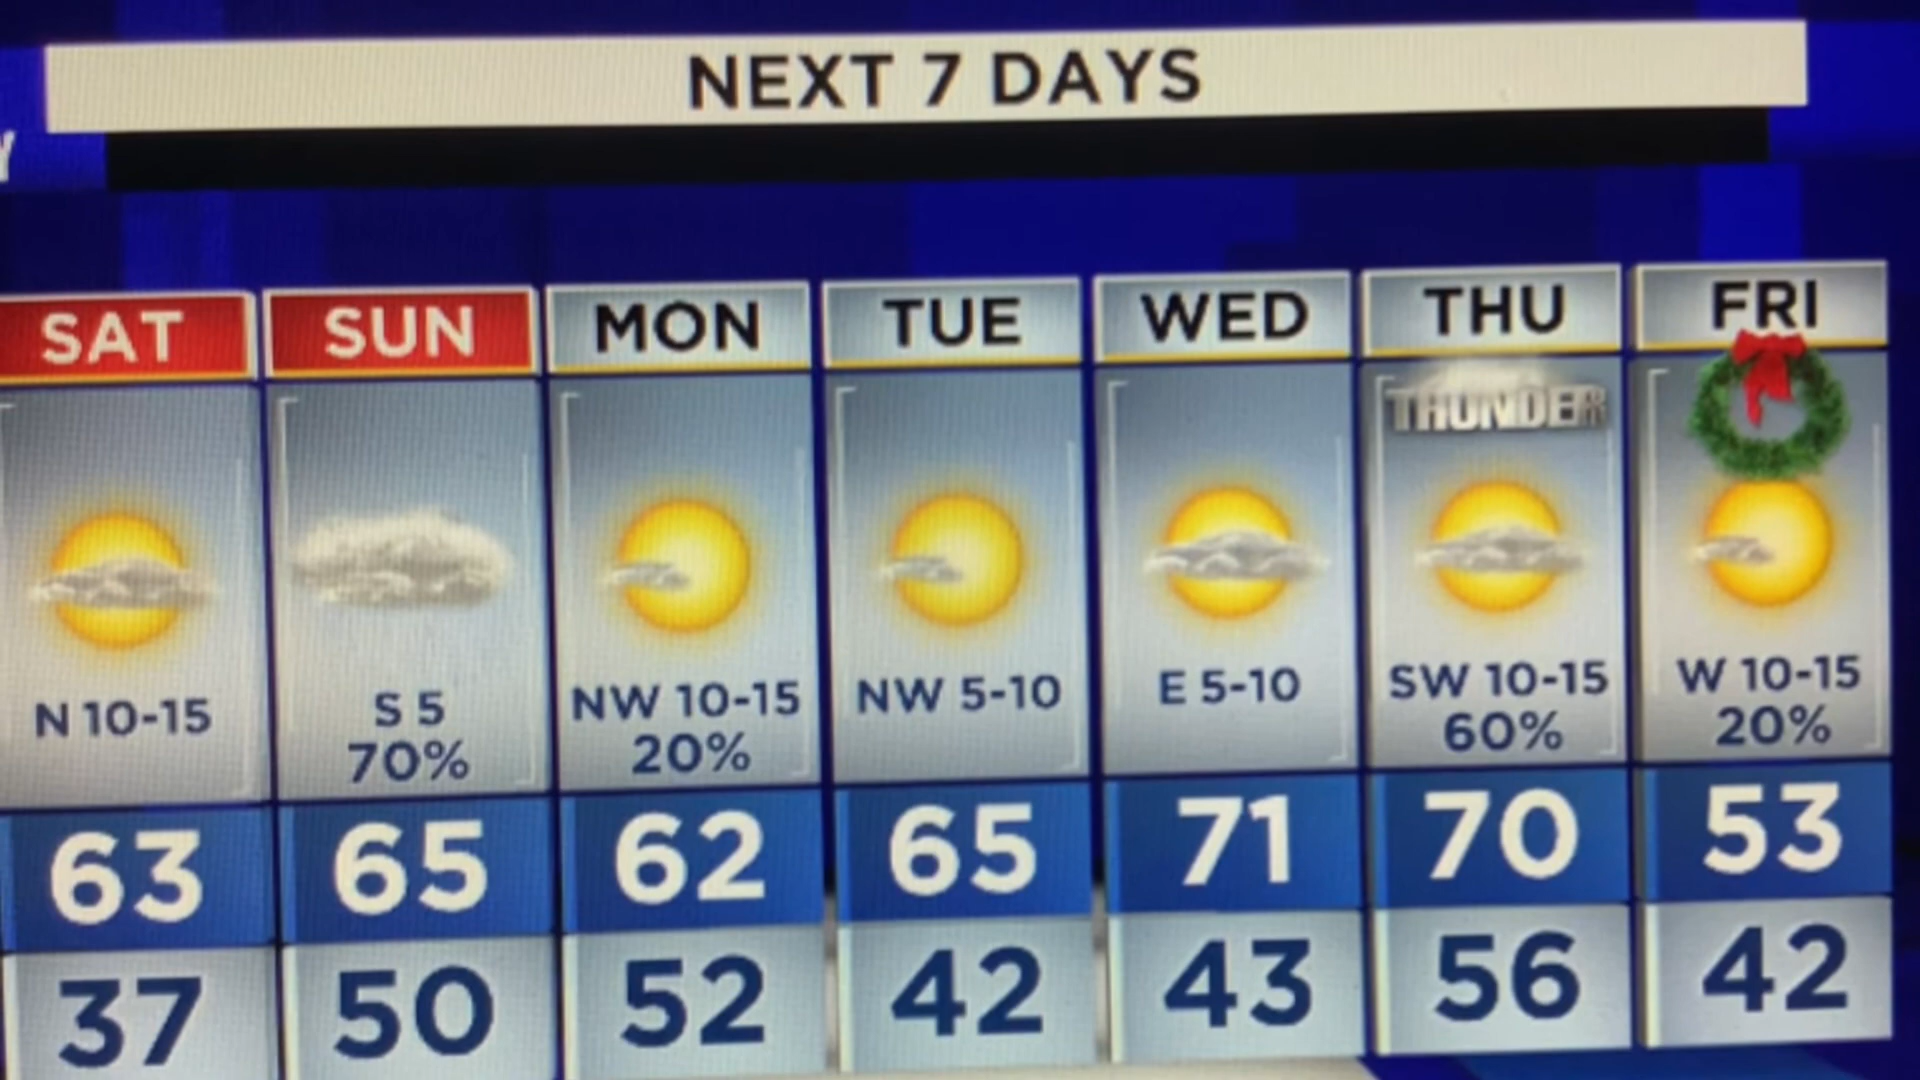 NEXT 7 DAYS
Y
SAT SUN MON TUE WED THU FRI
THUNDER
N 10-15 S 5 NW 10-15 NW 5-10 E 5-10 SW 10-15 W 10-15
70% 20% 60% 20%
63 65 62 65 71 70 53
37 50 52 42 43 56 42